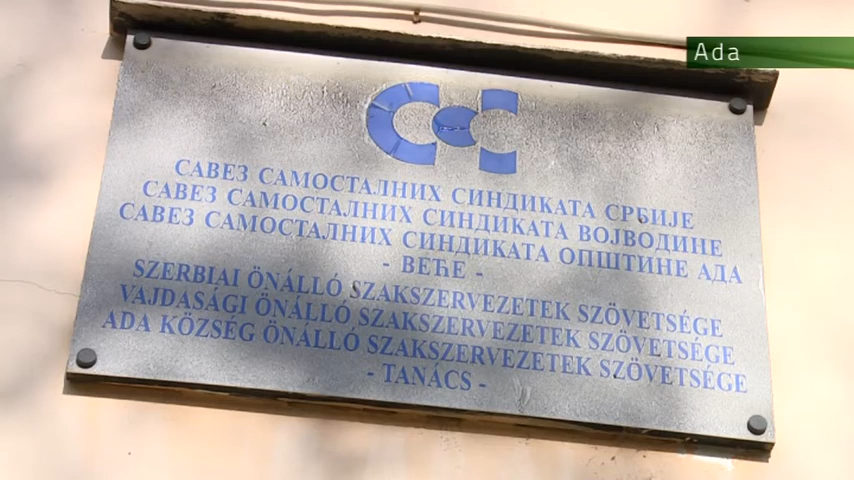 Ada
САВЕЗ САМОСТАЛНИХ СИНДИКАТА СРБИЈЕ
САВЕЗ САМОСТАЛНИХ СИНДИКАТА ВОЈВОДИНЕ
САВЕЗ САМОСТАЛНИХ СИНДИКАТА ОПШТИНЕ АДА
- ВЕЋЕ -
SZERBIAI ÖNÁLLÓ SZAKSZERVEZETEK SZÖVETSÉGE
VAJDASÁGI ÖNÁLLÓ SZAKSZERVEZETEK SZÖVETSÉGE
ADA KÖZSÉG ÖNÁLLÓ SZAKSZERVEZETEK SZÖVETSÉGE
- TANÁCS -